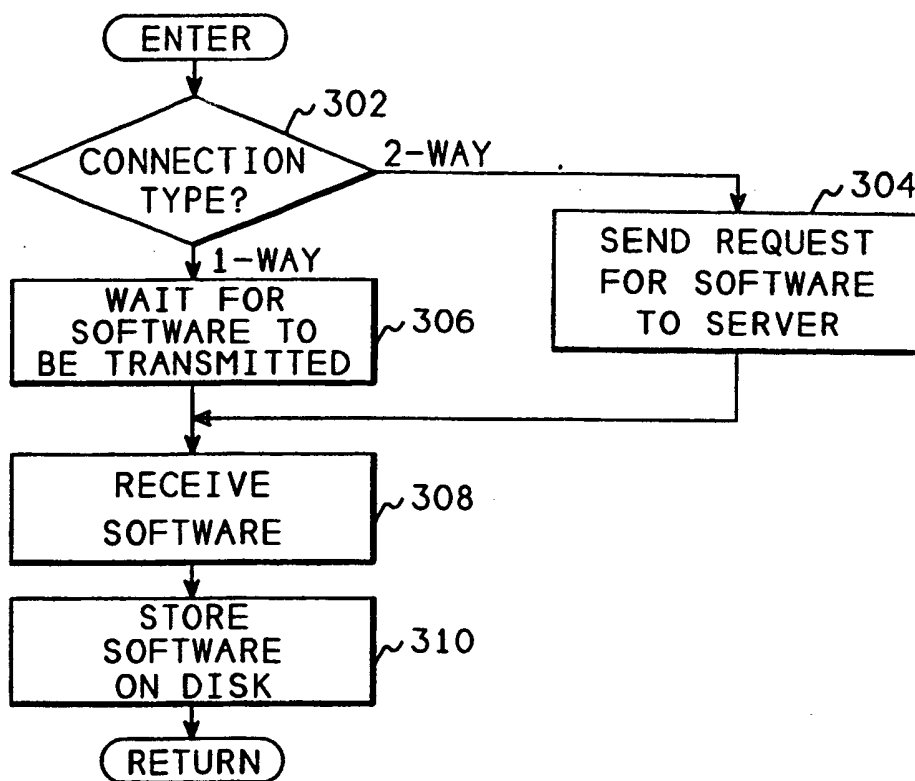 ENTER
302
CONNECTION
TYPE?
2-WAY
304
SEND REQUEST
FOR SOFTWARE
TO SERVER
1-WAY
WAIT FOR
SOFTWARE TO
BE TRANSMITTED
306
RECEIVE
SOFTWARE
308
STORE
SOFTWARE
ON DISK
310
RETURN